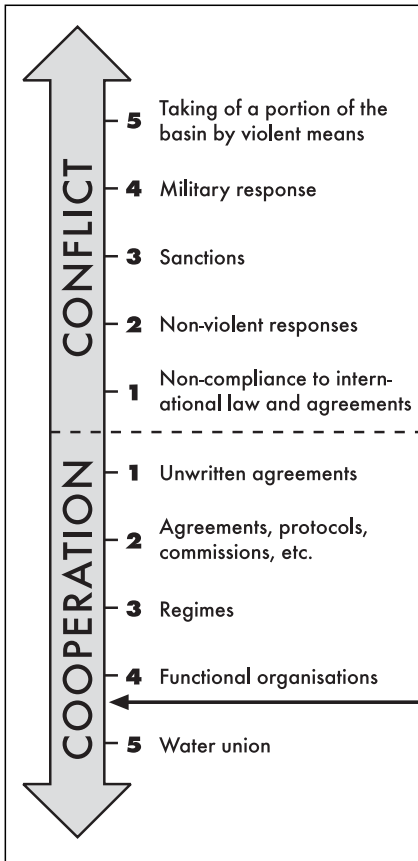 CONFLICT
5 Taking of a portion of the
basin by violent means
4 Military response
3 Sanctions
2 Non-violent responses
1 Non-compliance to intern-
ational law and agreements
COOPERATION
1 Unwritten agreements
2 Agreements, protocols,
commissions, etc.
3 Regimes
4 Functional organisations
5 Water union